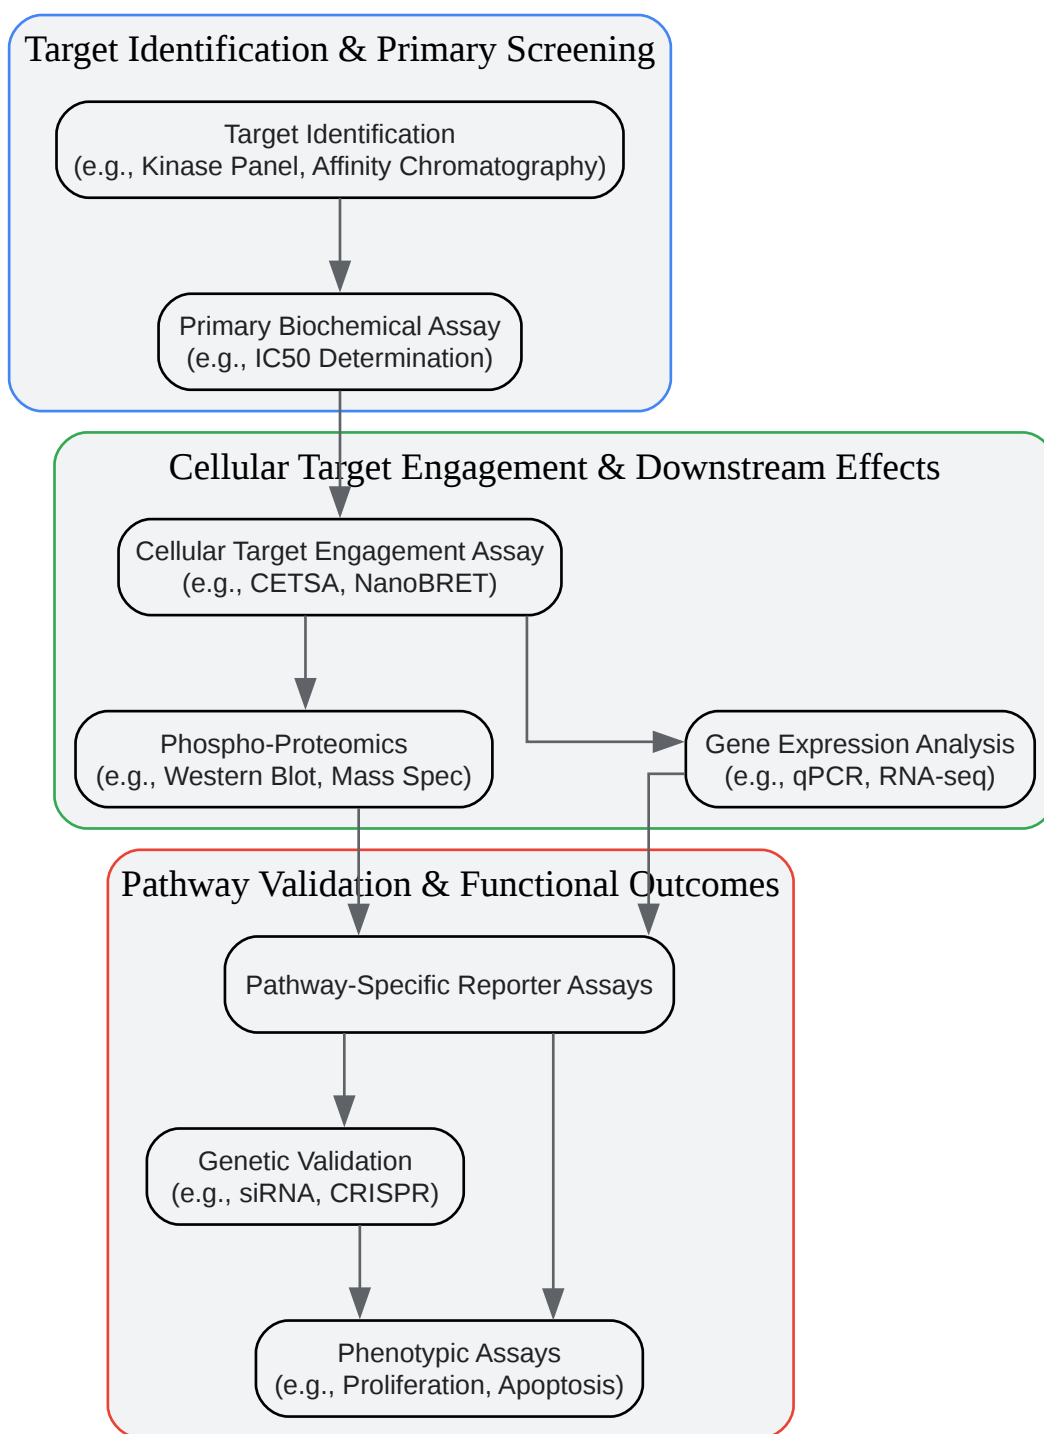 Target Identification & Primary Screening
Target Identification
(e.g., Kinase Panel, Affinity Chromatography)
Primary Biochemical Assay
(e.g., IC50 Determination)
Cellular Target Engagement & Downstream Effects
Cellular Target Engagement Assay
(e.g., CETSA, NanoBRET)
Phospho-Proteomics
(e.g., Western Blot, Mass Spec)
Gene Expression Analysis
(e.g., qPCR, RNA-seq)
Pathway Validation & Functional Outcomes
Pathway-Specific Reporter Assays
Genetic Validation
(e.g., siRNA, CRISPR)
Phenotypic Assays
(e.g., Proliferation, Apoptosis)